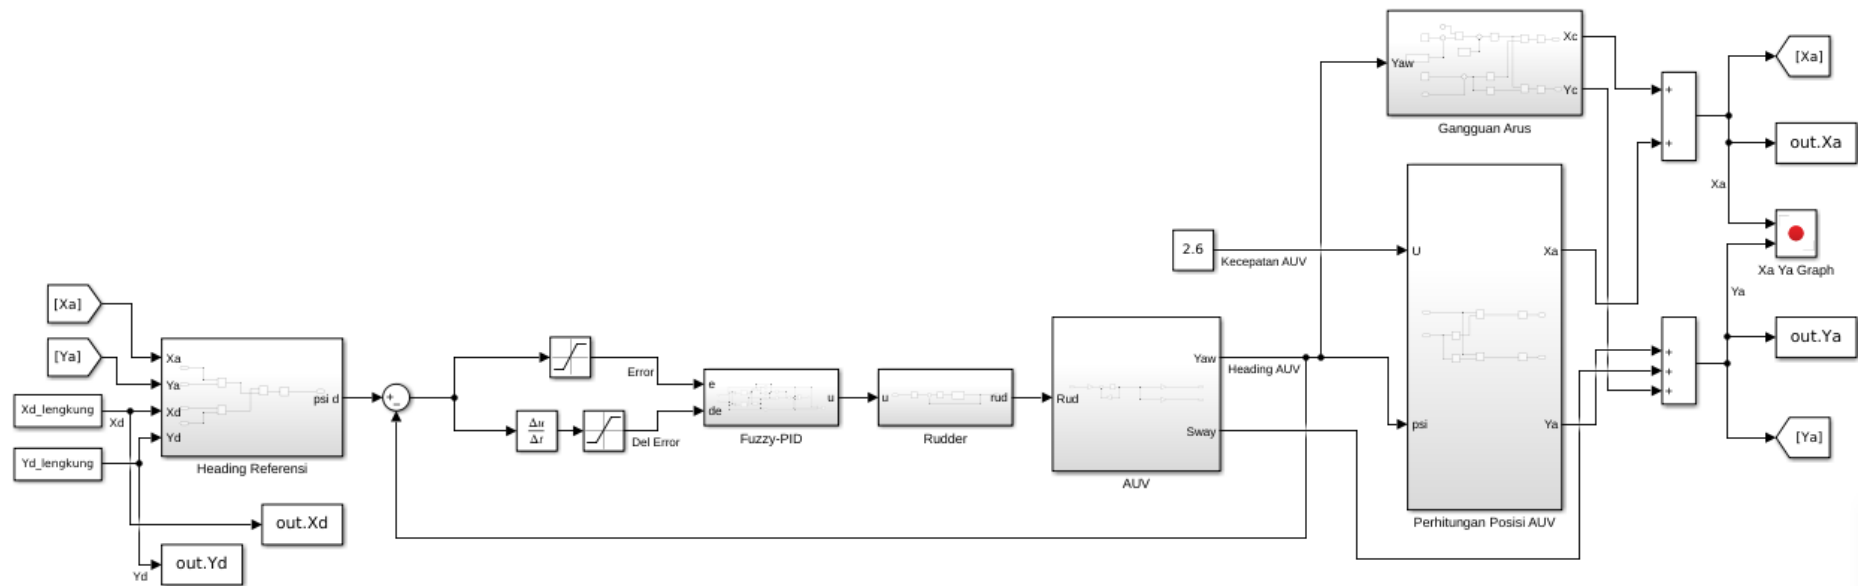 [Xa]
[Ya]
Xd_lengkung
Xd
Yd_lengkung
Xa
Ya
Xd
Yd
psi d
Heading Referensi
out.Xd
out.Yd
Yd
+
−
Δu
Δt
Error
Del Error
e
de
u
Fuzzy-PID
u
rud
Rudder
Rud
Yaw
Sway
AUV
Heading AUV
2.6
Kecepatan AUV
Yaw
Xc
Yc
Gangguan Arus
U
psi
Xa
Ya
Perhitungan Posisi AUV
+
+
+
+
+
[Xa]
out.Xa
Xa
Xa Ya Graph
Ya
out.Ya
[Ya]